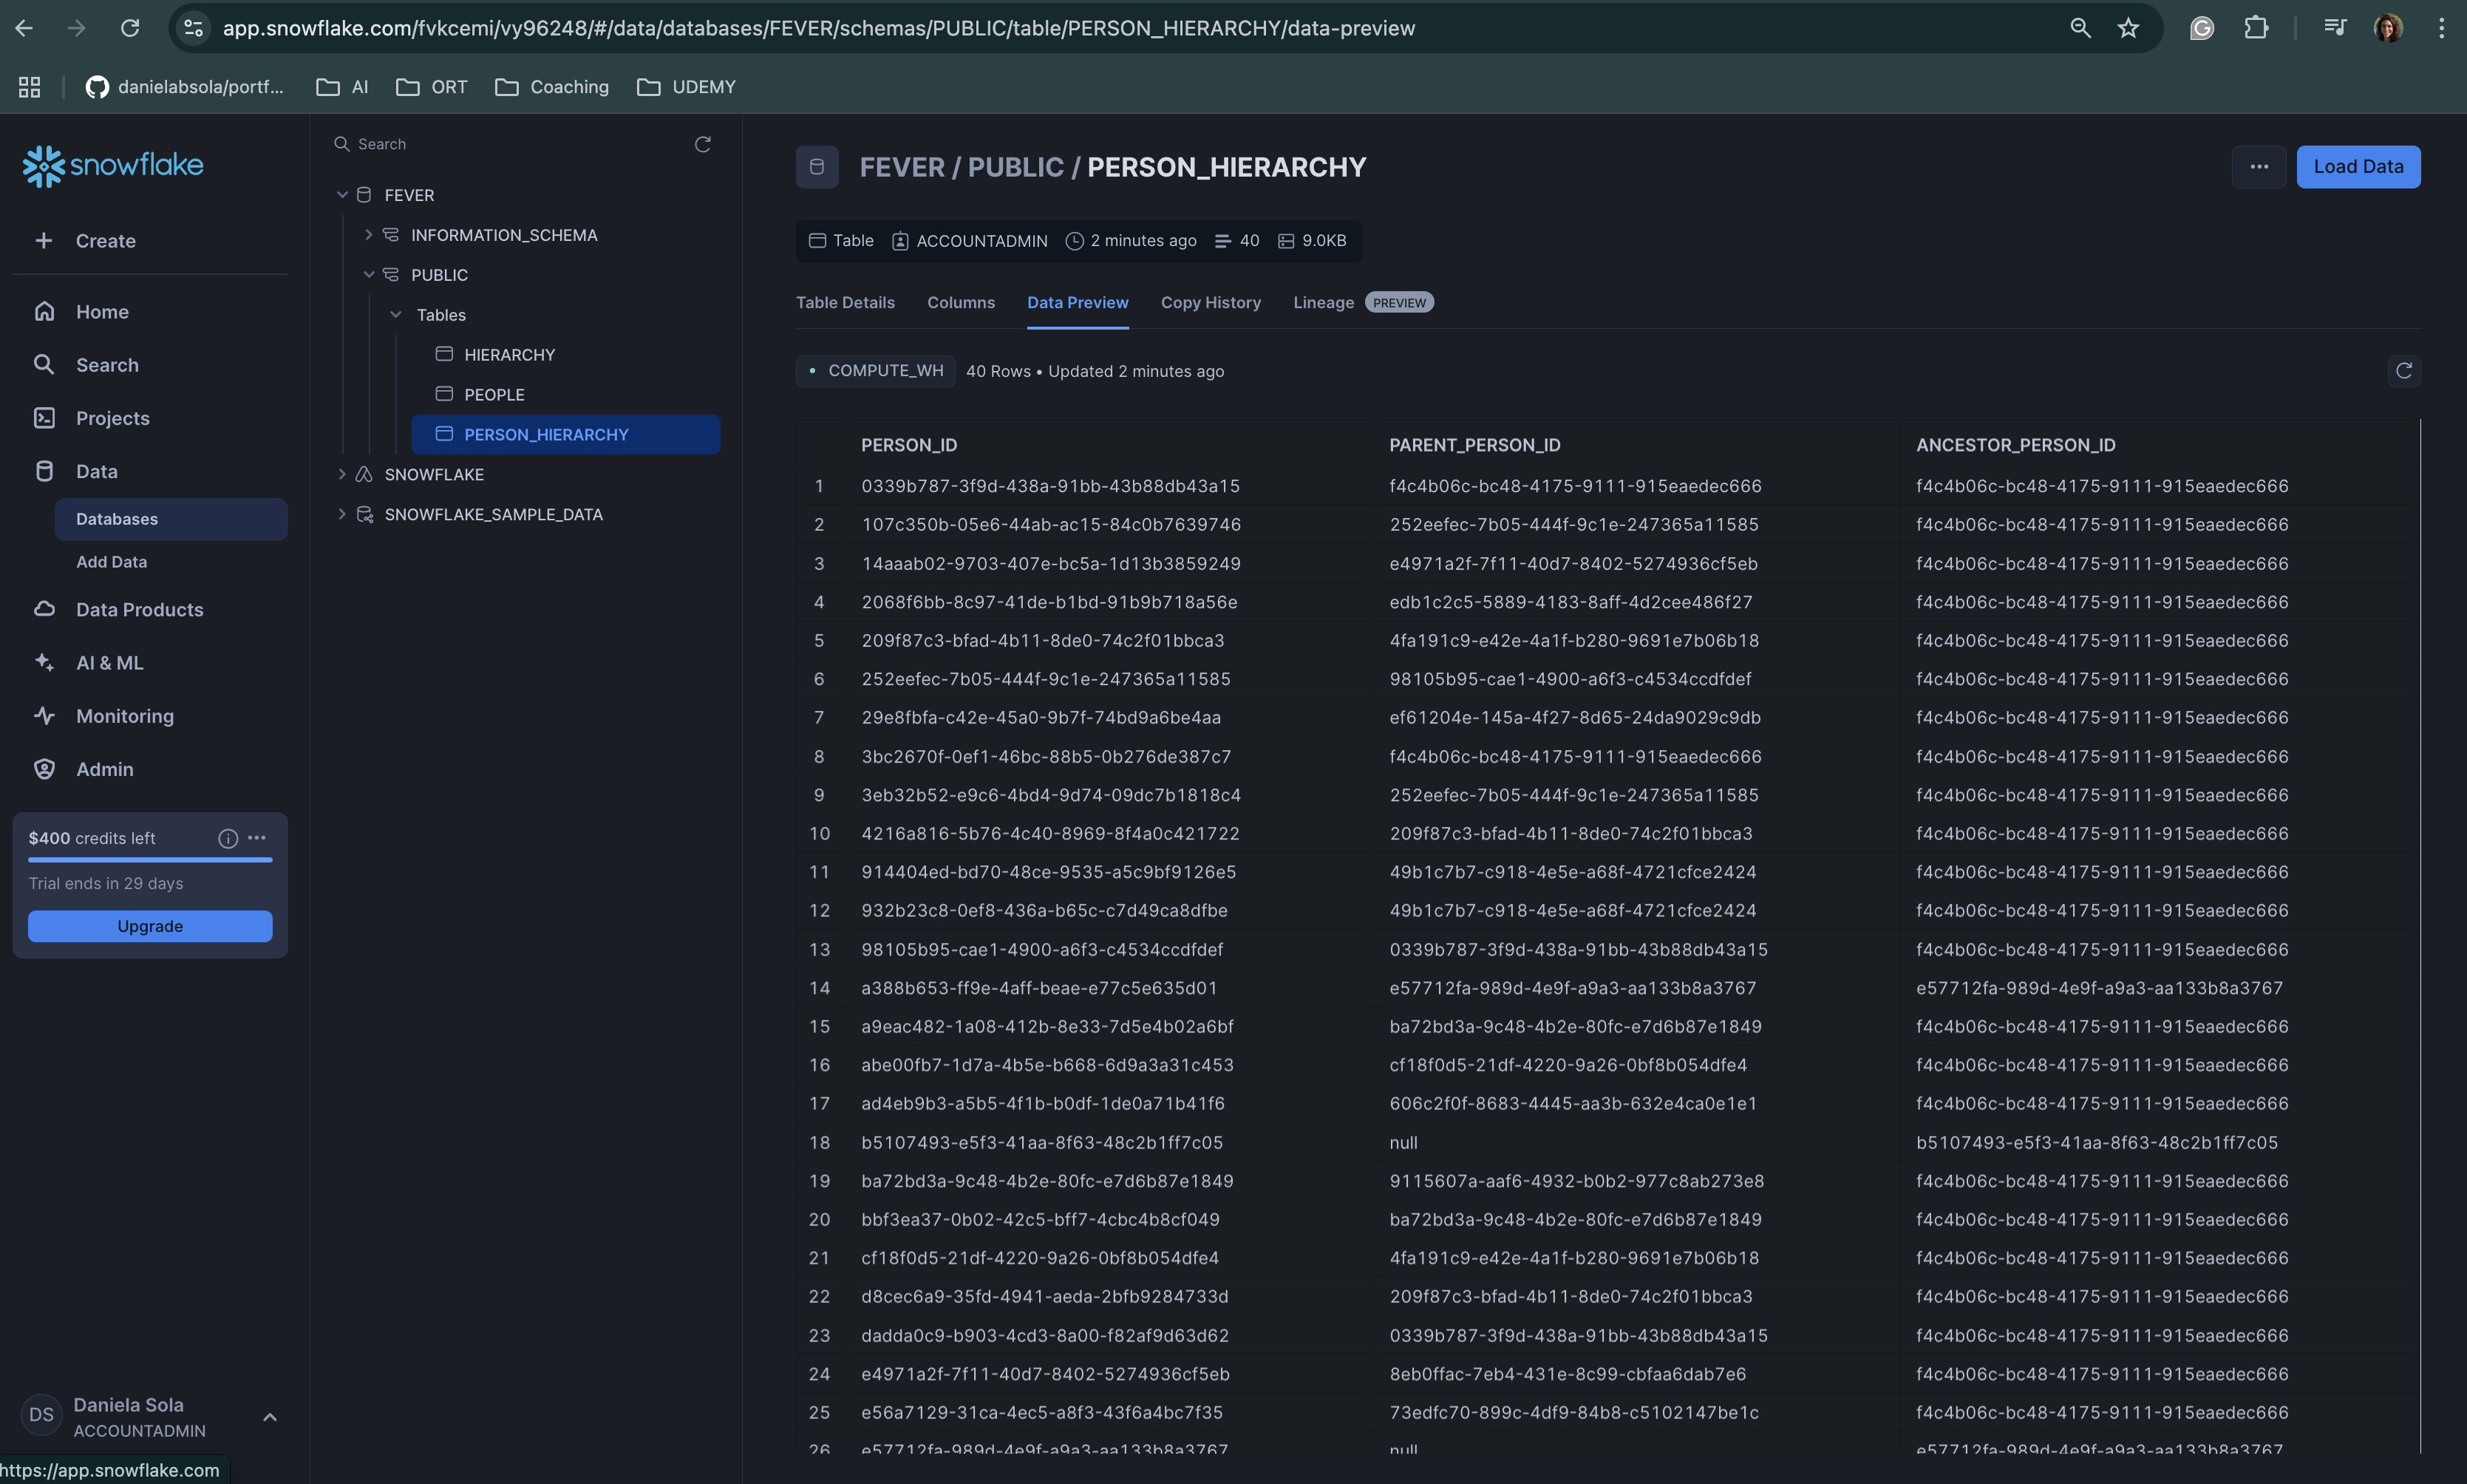 app.snowflake.com/fvkcemi/vy96248/#/data/databases/FEVER/schemas/PUBLIC/table/PERSON_HIERARCHY/data-preview
danielabsola/portf...
AI
ORT
Coaching
UDEMY
snowflake
Create
Home
Search
Projects
Data
Databases
Add Data
Data Products
AI & ML
Monitoring
Admin
$400 credits left
Trial ends in 29 days
Upgrade
DS
Daniela Sola
ACCOUNTADMIN
https://app.snowflake.com
Search
FEVER
INFORMATION_SCHEMA
PUBLIC
Tables
HIERARCHY
PEOPLE
PERSON_HIERARCHY
SNOWFLAKE
SNOWFLAKE_SAMPLE_DATA
FEVER / PUBLIC / PERSON_HIERARCHY
Load Data
Table ACCOUNTADMIN 2 minutes ago 40 9.0KB
Table Details Columns Data Preview Copy History Lineage PREVIEW
COMPUTE_WH 40 Rows • Updated 2 minutes ago
PERSON_ID PARENT_PERSON_ID ANCESTOR_PERSON_ID
1 0339b787-3f9d-438a-91bb-43b88db43a15 f4c4b06c-bc48-4175-9111-915eaedec666 f4c4b06c-bc48-4175-9111-915eaedec666
2 107c350b-05e6-44ab-ac15-84c0b7639746 252eefec-7b05-444f-9c1e-247365a11585 f4c4b06c-bc48-4175-9111-915eaedec666
3 14aaab02-9703-407e-bc5a-1d13b3859249 e4971a2f-7f11-40d7-8402-5274936cf5eb f4c4b06c-bc48-4175-9111-915eaedec666
4 2068f6bb-8c97-41de-b1bd-91b9b718a56e edb1c2c5-5889-4183-8aff-4d2cee486f27 f4c4b06c-bc48-4175-9111-915eaedec666
5 209f87c3-bfad-4b11-8de0-74c2f01bbca3 4fa191c9-e42e-4a1f-b280-9691e7b06b18 f4c4b06c-bc48-4175-9111-915eaedec666
6 252eefec-7b05-444f-9c1e-247365a11585 98105b95-cae1-4900-a6f3-c4534ccdfdef f4c4b06c-bc48-4175-9111-915eaedec666
7 29e8fbfa-c42e-45a0-9b7f-74bd9a6be4aa ef61204e-145a-4f27-8d65-24da9029c9db f4c4b06c-bc48-4175-9111-915eaedec666
8 3bc2670f-0ef1-46bc-88b5-0b276de387c7 f4c4b06c-bc48-4175-9111-915eaedec666 f4c4b06c-bc48-4175-9111-915eaedec666
9 3eb32b52-e9c6-4bd4-9d74-09dc7b1818c4 252eefec-7b05-444f-9c1e-247365a11585 f4c4b06c-bc48-4175-9111-915eaedec666
10 4216a816-5b76-4c40-8969-8f4a0c421722 209f87c3-bfad-4b11-8de0-74c2f01bbca3 f4c4b06c-bc48-4175-9111-915eaedec666
11 914404ed-bd70-48ce-9535-a5c9bf9126e5 49b1c7b7-c918-4e5e-a68f-4721cfce2424 f4c4b06c-bc48-4175-9111-915eaedec666
12 932b23c8-0ef8-436a-b65c-c7d49ca8dfbe 49b1c7b7-c918-4e5e-a68f-4721cfce2424 f4c4b06c-bc48-4175-9111-915eaedec666
13 98105b95-cae1-4900-a6f3-c4534ccdfdef 0339b787-3f9d-438a-91bb-43b88db43a15 f4c4b06c-bc48-4175-9111-915eaedec666
14 a388b653-ff9e-4aff-beae-e77c5e635d01 e57712fa-989d-4e9f-a9a3-aa133b8a3767 e57712fa-989d-4e9f-a9a3-aa133b8a3767
15 a9eac482-1a08-412b-8e33-7d5e4b02a6bf ba72bd3a-9c48-4b2e-80fc-e7d6b87e1849 f4c4b06c-bc48-4175-9111-915eaedec666
16 abe00fb7-1d7a-4b5e-b668-6d9a3a31c453 cf18f0d5-21df-4220-9a26-0bf8b054dfe4 f4c4b06c-bc48-4175-9111-915eaedec666
17 ad4eb9b3-a5b5-4f1b-b0df-1de0a71b41f6 606c2f0f-8683-4445-aa3b-632e4ca0e1e1 f4c4b06c-bc48-4175-9111-915eaedec666
18 b5107493-e5f3-41aa-8f63-48c2b1ff7c05 null b5107493-e5f3-41aa-8f63-48c2b1ff7c05
19 ba72bd3a-9c48-4b2e-80fc-e7d6b87e1849 9115607a-aaf6-4932-b0b2-977c8ab273e8 f4c4b06c-bc48-4175-9111-915eaedec666
20 bbf3ea37-0b02-42c5-bff7-4cbc4b8cf049 ba72bd3a-9c48-4b2e-80fc-e7d6b87e1849 f4c4b06c-bc48-4175-9111-915eaedec666
21 cf18f0d5-21df-4220-9a26-0bf8b054dfe4 4fa191c9-e42e-4a1f-b280-9691e7b06b18 f4c4b06c-bc48-4175-9111-915eaedec666
22 d8cec6a9-35fd-4941-aeda-2bfb9284733d 209f87c3-bfad-4b11-8de0-74c2f01bbca3 f4c4b06c-bc48-4175-9111-915eaedec666
23 dadda0c9-b903-4cd3-8a00-f82af9d63d62 0339b787-3f9d-438a-91bb-43b88db43a15 f4c4b06c-bc48-4175-9111-915eaedec666
24 e4971a2f-7f11-40d7-8402-5274936cf5eb 8eb0ffac-7eb4-431e-8c99-cbfaa6dab7e6 f4c4b06c-bc48-4175-9111-915eaedec666
25 e56a7129-31ca-4ec5-a8f3-43f6a4bc7f35 73edfc70-899c-4df9-84b8-c5102147be1c f4c4b06c-bc48-4175-9111-915eaedec666
26 e57712fa-989d-4e9f-a9a3-aa133b8a3767 null e57712fa-989d-4e9f-a9a3-aa133b8a3767